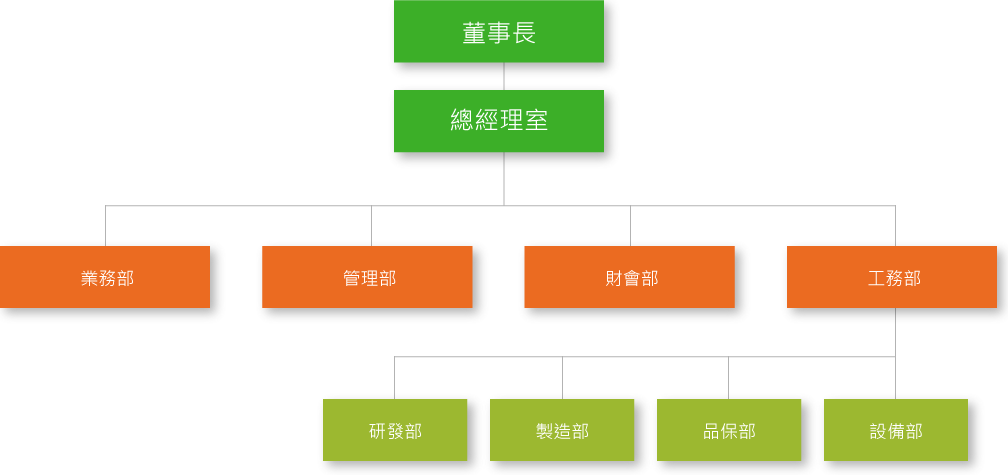 董事長
總經理室
業務部
管理部
財會部
工務部
研發部
製造部
品保部
設備部